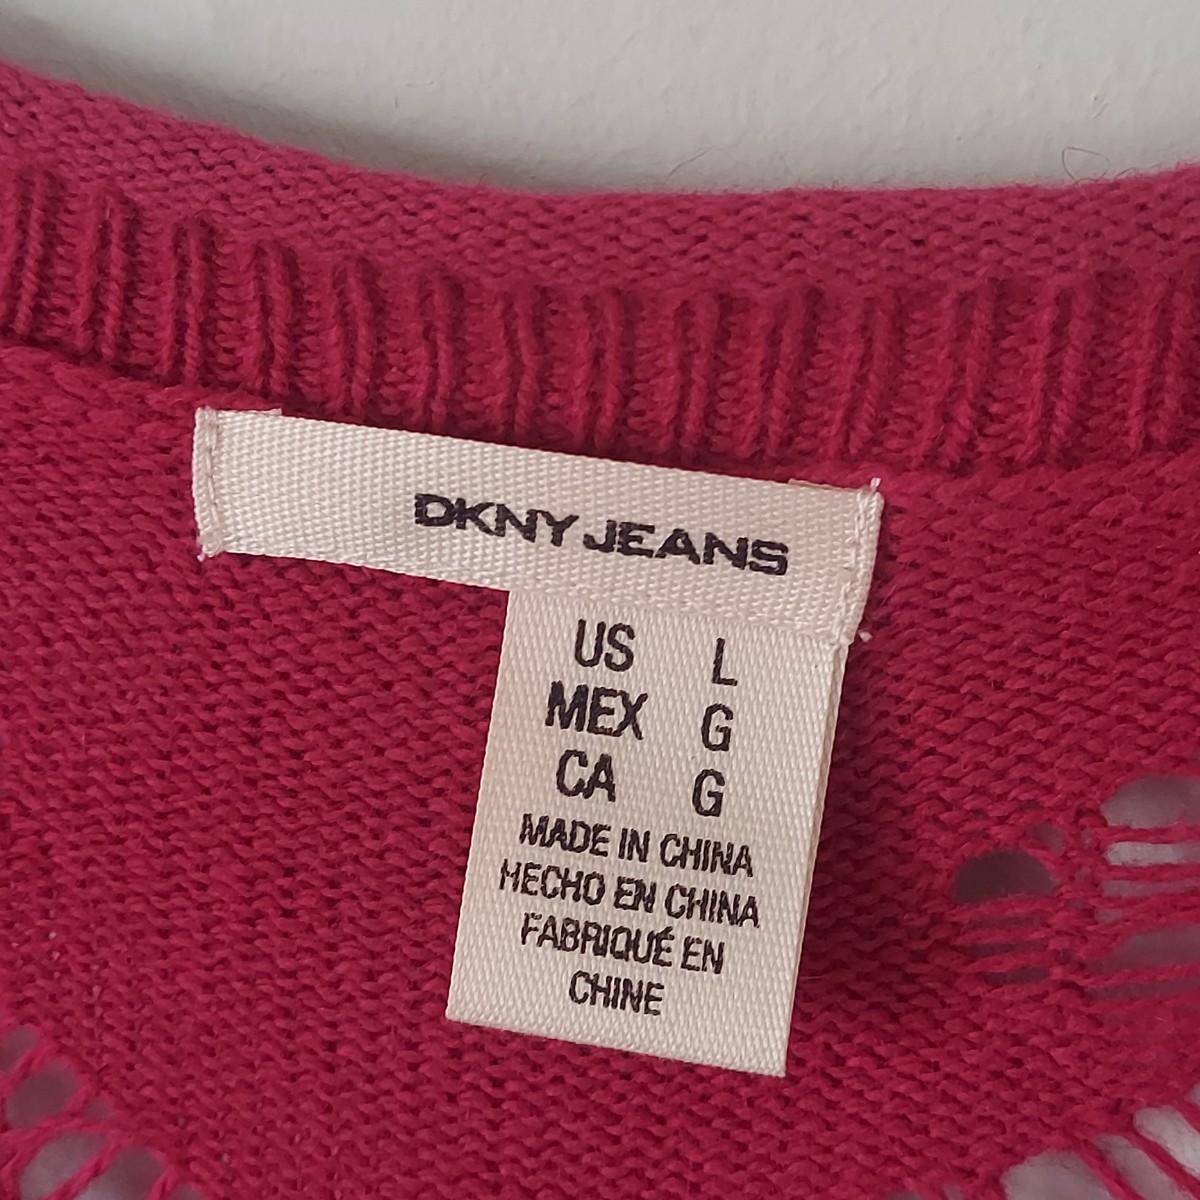 DKNY JEANS
US L
MEX G
CA G
MADE IN CHINA
HECHO EN CHINA
FABRIQUÉ EN
CHINE